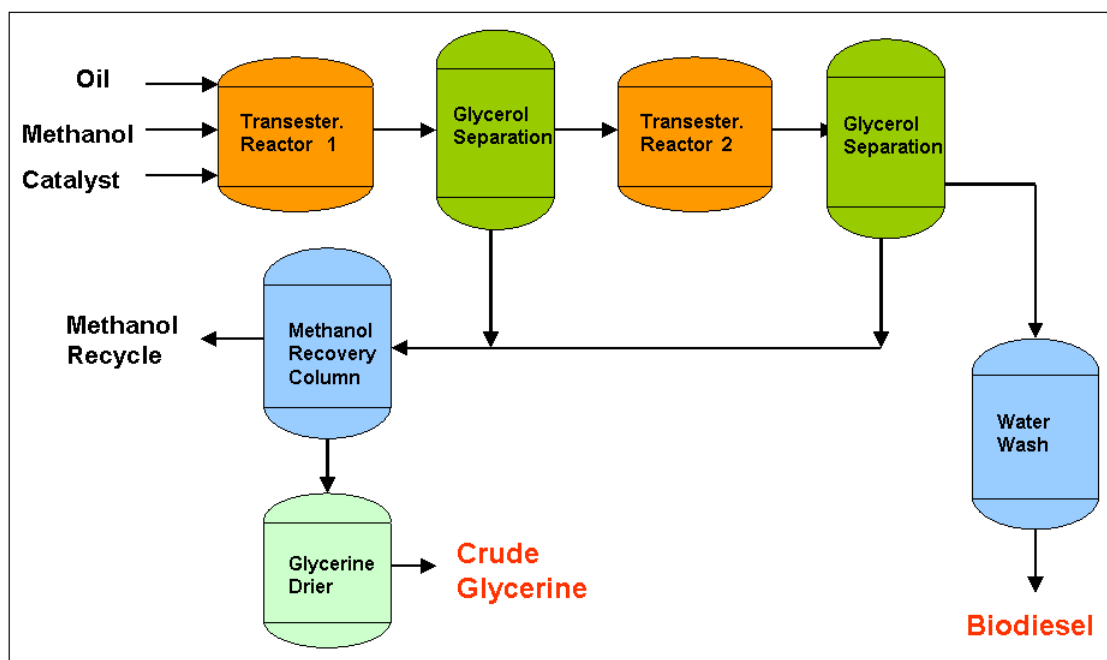 Oil
Methanol
Catalyst
Transester.
Reactor 1
Glycerol
Separation
Transester.
Reactor 2
Glycerol
Separation
Methanol
Recycle
Methanol
Recovery
Column
Water
Wash
Glycerine
Drier
Crude
Glycerine
Biodiesel